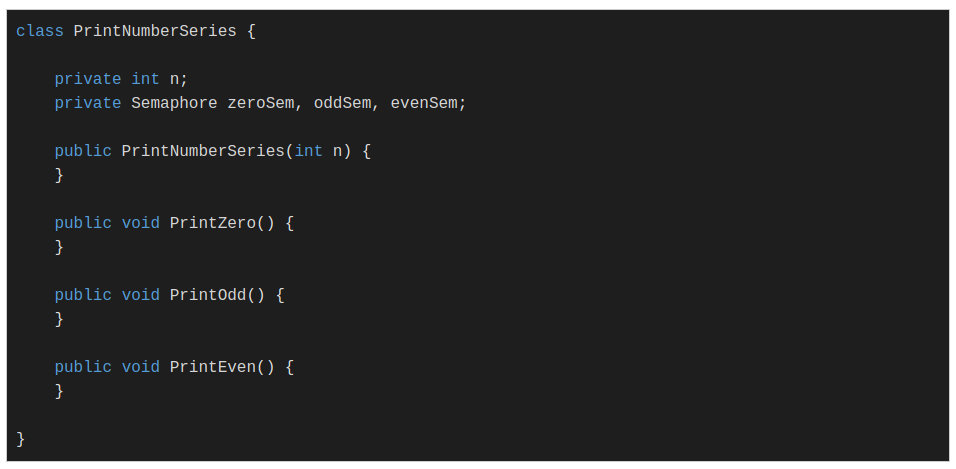 class PrintNumberSeries {
    private int n;
    private Semaphore zeroSem, oddSem, evenSem;
    public PrintNumberSeries(int n) {
    }
    public void PrintZero() {
    }
    public void PrintOdd() {
    }
    public void PrintEven() {
    }
}